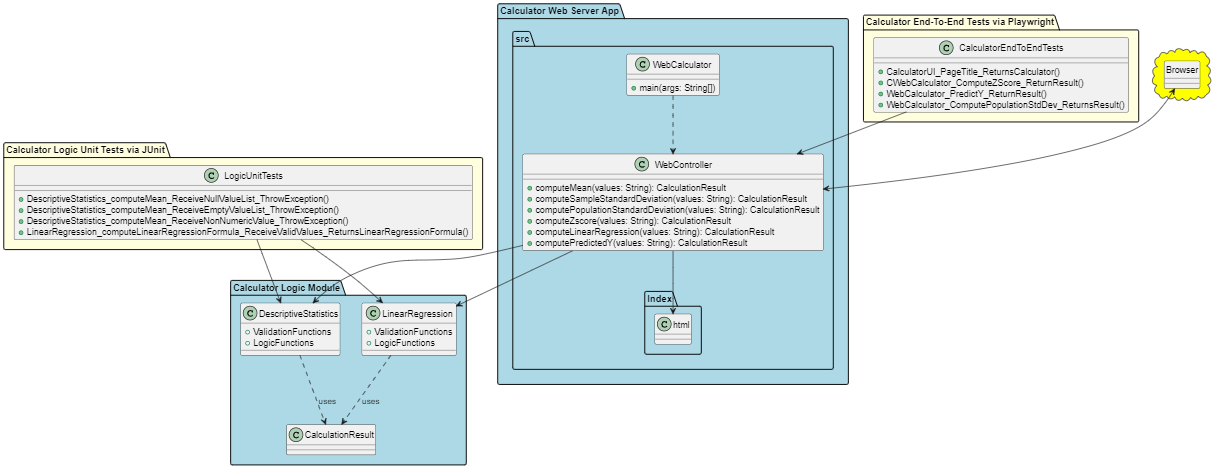 Calculator Web Server App
src
C WebCalculator
main(args: String[])
Calculator End-To-End Tests via Playwright
C CalculatorEndToEndTests
CalculatorUI_PageTitle_ReturnsCalculator()
CWebCalculator_ComputeZScore_ReturnResult()
WebCalculator_PredictY_ReturnResult()
WebCalculator_ComputePopulationStdDev_ReturnsResult()
Browser
Calculator Logic Unit Tests via JUnit
C LogicUnitTests
DescriptiveStatistics_computeMean_ReceiveNullValueList_ThrowException()
DescriptiveStatistics_computeMean_ReceiveEmptyValueList_ThrowException()
DescriptiveStatistics_computeMean_ReceiveNonNumericValue_ThrowException()
LinearRegression_computeLinearRegressionFormula_ReceiveValidValues_ReturnsLinearRegressionFormula()
C WebController
computeMean(values: String): CalculationResult
computeSampleStandardDeviation(values: String): CalculationResult
computePopulationStandardDeviation(values: String): CalculationResult
computeZscore(values: String): CalculationResult
computeLinearRegression(values: String): CalculationResult
computePredictedY(values: String): CalculationResult
Calculator Logic Module
C DescriptiveStatistics
ValidationFunctions
LogicFunctions
C LinearRegression
ValidationFunctions
LogicFunctions
Index
C html
uses
uses
C CalculationResult